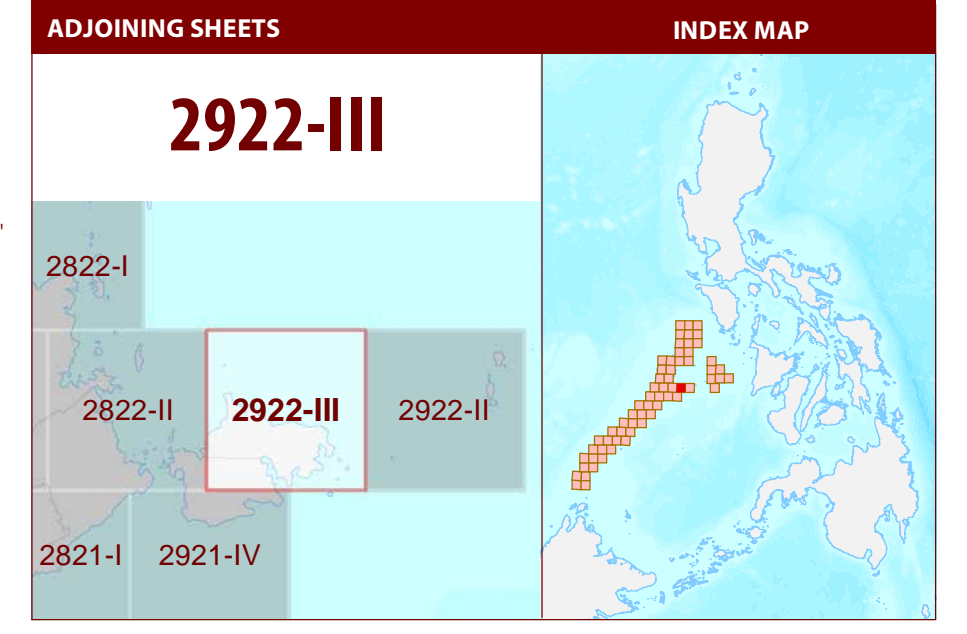 ADJOINING SHEETS
INDEX MAP
2922-III
2822-I
2822-II
2922-III
2922-II
2821-I
2921-IV